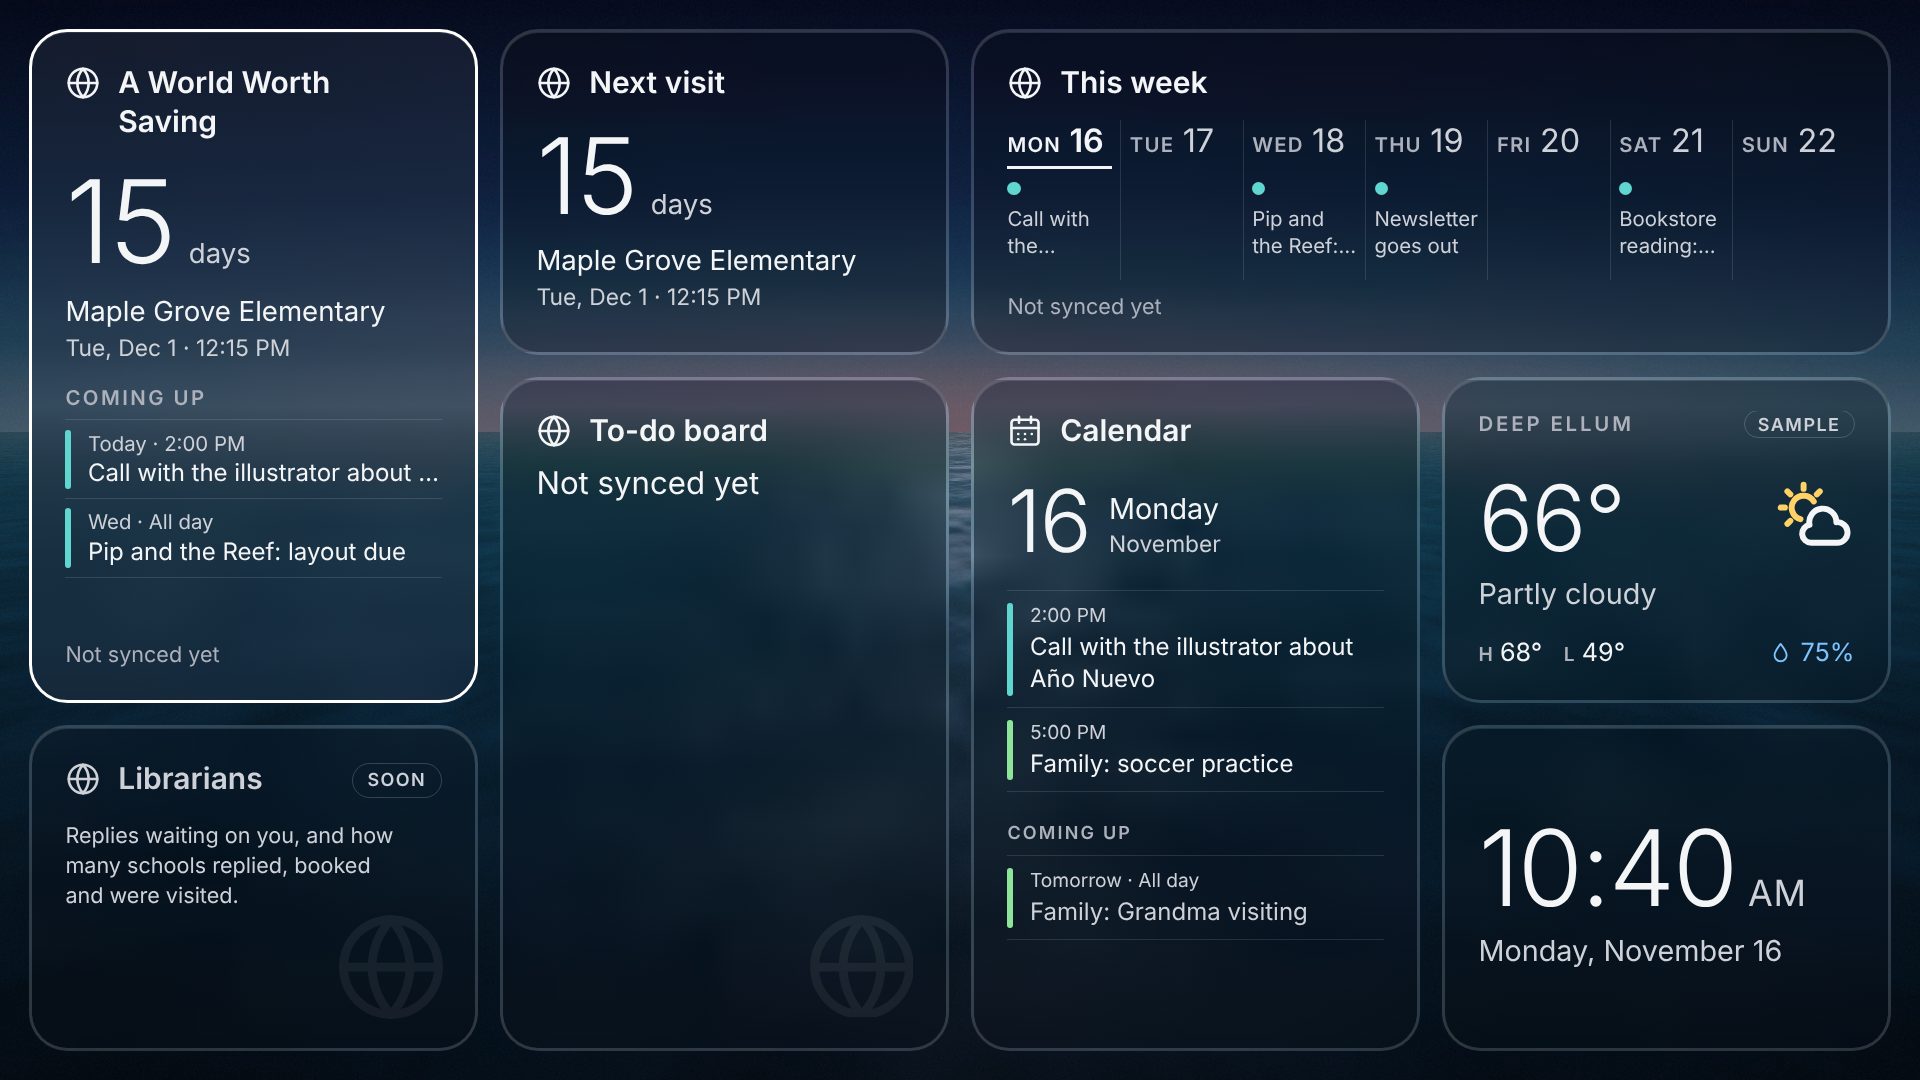 A World Worth
Saving
15 days
Maple Grove Elementary
Tue, Dec 1 · 12:15 PM
COMING UP
Today · 2:00 PM
Call with the illustrator about ...
Wed · All day
Pip and the Reef: layout due
Not synced yet
Librarians
SOON
Replies waiting on you, and how
many schools replied, booked
and were visited.
Next visit
15 days
Maple Grove Elementary
Tue, Dec 1 · 12:15 PM
To-do board
Not synced yet
This week
MON 16
TUE 17
WED 18
THU 19
FRI 20
SAT 21
SUN 22
Call with
the...
Pip and
the Reef:...
Newsletter
goes out
Bookstore
reading:...
Not synced yet
Calendar
16
Monday
November
2:00 PM
Call with the illustrator about
Año Nuevo
5:00 PM
Family: soccer practice
COMING UP
Tomorrow · All day
Family: Grandma visiting
DEEP ELLUM
SAMPLE
66°
Partly cloudy
H 68° L 49°
75%
10:40 AM
Monday, November 16